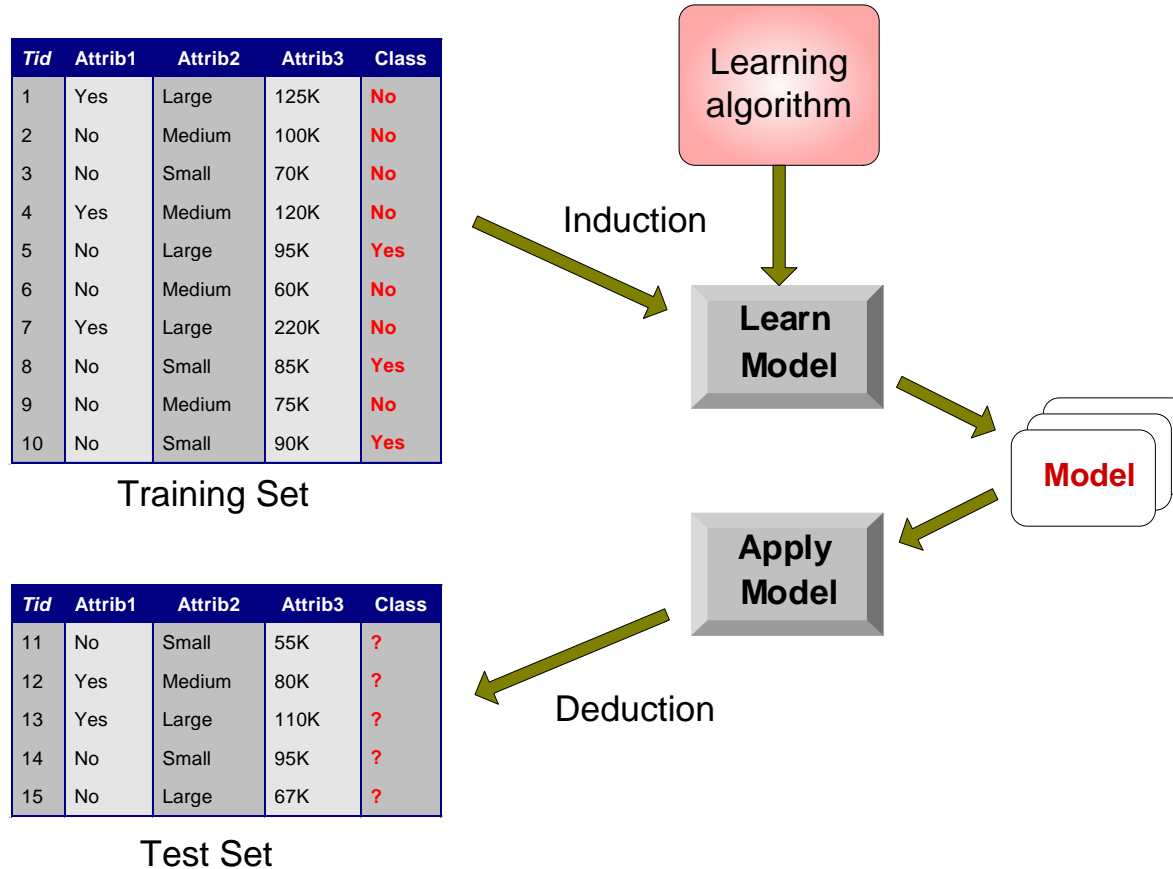 Tid Attrib1 Attrib2 Attrib3 Class
1 Yes Large 125K No
2 No Medium 100K No
3 No Small 70K No
4 Yes Medium 120K No
5 No Large 95K Yes
6 No Medium 60K No
7 Yes Large 220K No
8 No Small 85K Yes
9 No Medium 75K No
10 No Small 90K Yes
Training Set
Learning
algorithm
Induction
Learn
Model
Model
Apply
Model
Deduction
Tid Attrib1 Attrib2 Attrib3 Class
11 No Small 55K ?
12 Yes Medium 80K ?
13 Yes Large 110K ?
14 No Small 95K ?
15 No Large 67K ?
Test Set